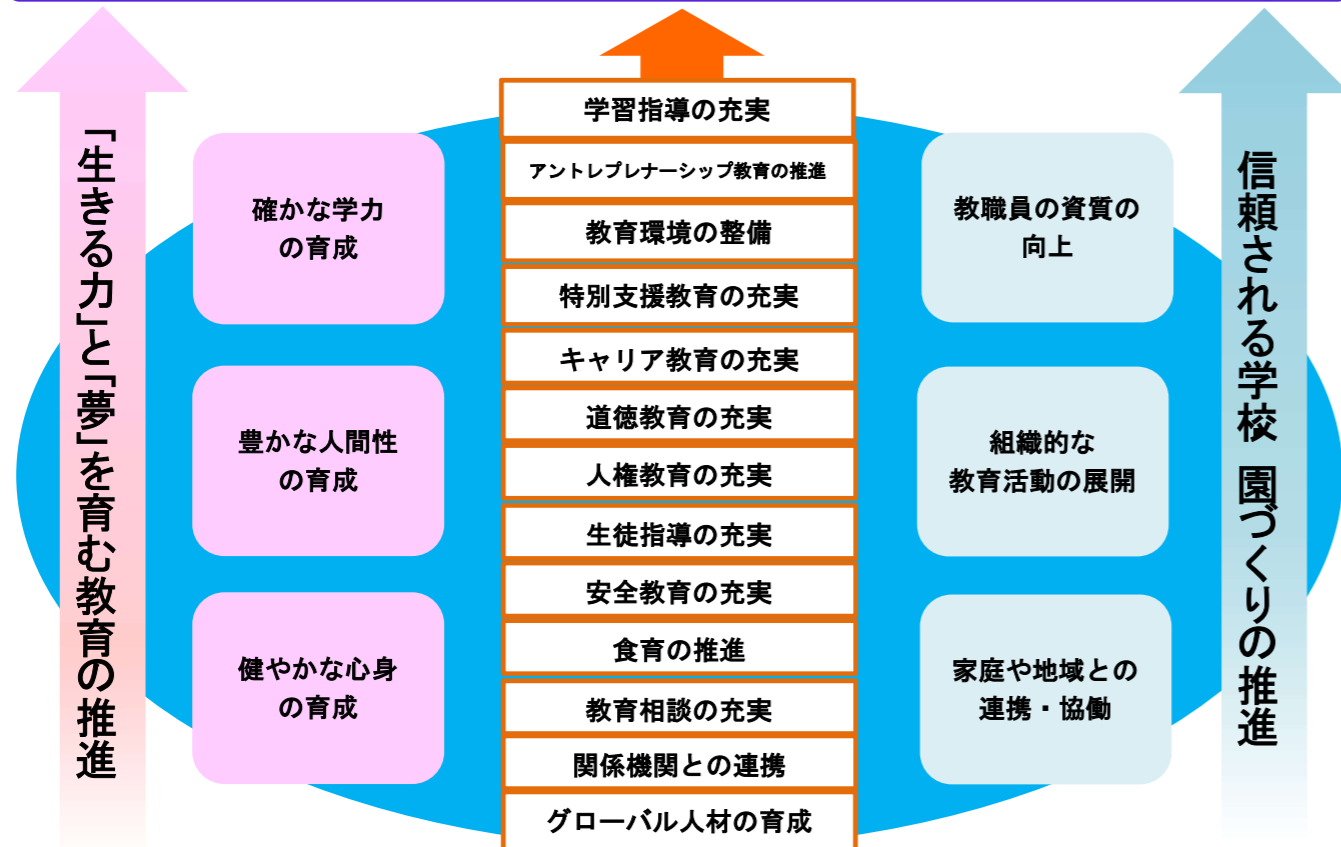 「生きる力」と「夢」を育む教育の推進
確かな学力
の育成
豊かな人間性
の育成
健やかな心身
の育成
学習指導の充実
アントレプレナーシップ教育の推進
教育環境の整備
特別支援教育の充実
キャリア教育の充実
道徳教育の充実
人権教育の充実
生徒指導の充実
安全教育の充実
食育の推進
教育相談の充実
関係機関との連携
グローバル人材の育成
教職員の資質の
向上
組織的な
教育活動の展開
家庭や地域との
連携・協働
信頼される学校 園づくりの推進